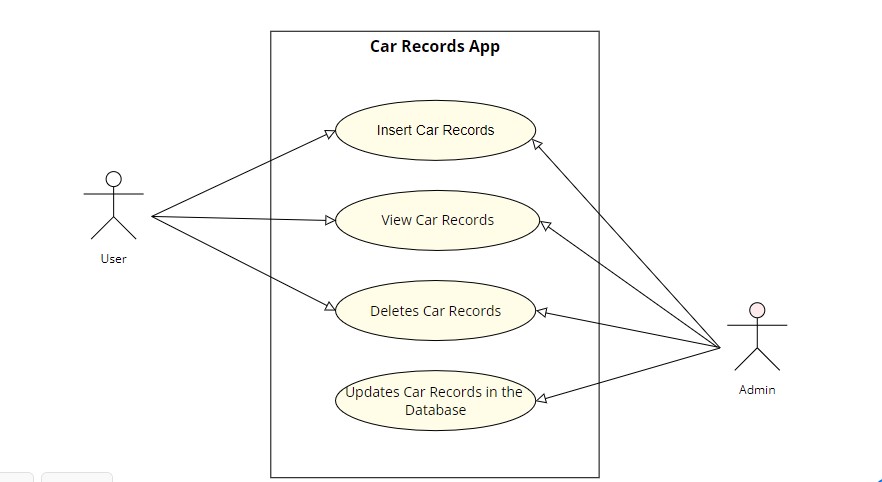 Car Records App
Insert Car Records
View Car Records
User
Deletes Car Records
Updates Car Records in the
Database
Admin